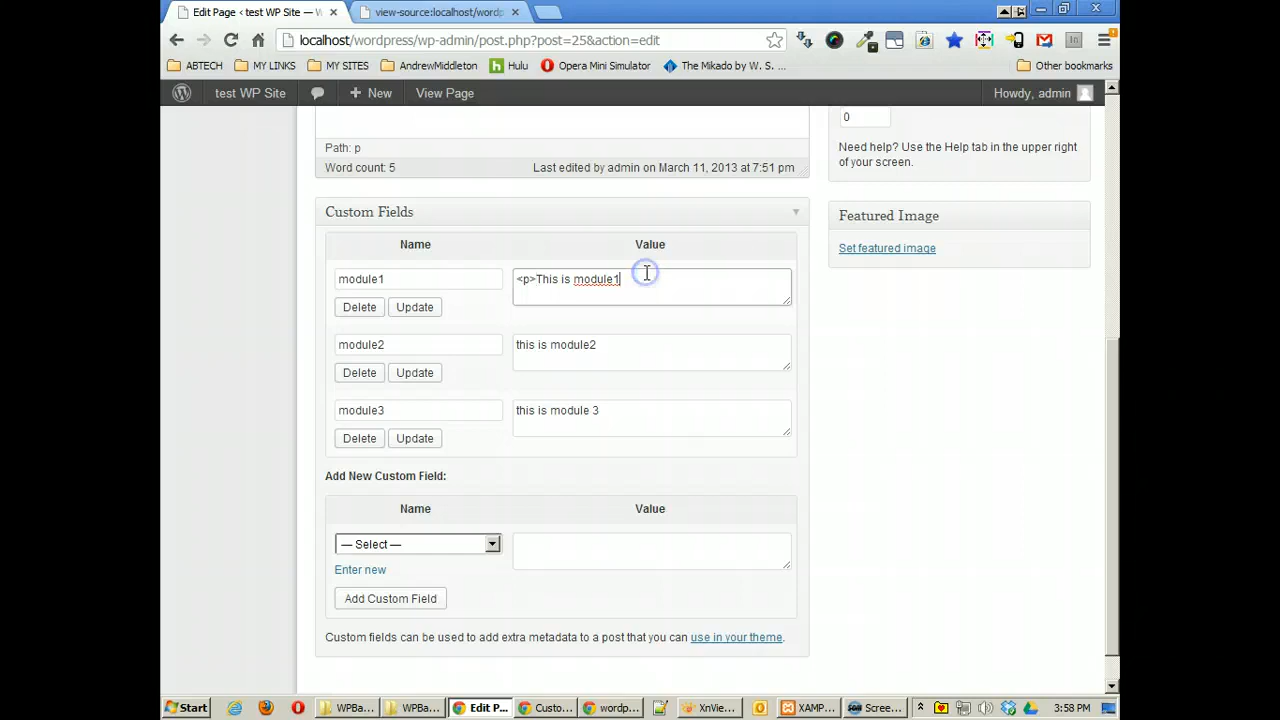 Edit Page < test WP Site — W
view-source:localhost/wordp
localhost/wordpress/wp-admin/post.php?post=25&action=edit
ABTECH MY LINKS MY SITES AndrewMiddleton Hulu Opera Mini Simulator The Mikado by W. S. ... Other bookmarks
test WP Site + New View Page Howdy, admin
0
Path: p
Need help? Use the Help tab in the upper right
of your screen.
Word count: 5 Last edited by admin on March 11, 2013 at 7:51 pm
Custom Fields
Featured Image
Name Value
Set featured image
module1 <p>This is module1
Delete Update
module2 this is module2
Delete Update
module3 this is module 3
Delete Update
Add New Custom Field:
Name Value
— Select —
Enter new
Add Custom Field
Custom fields can be used to add extra metadata to a post that you can use in your theme.
Start WPBa... WPBa... Edit P... Custo... wordp... XnVie... XAMP... Scree... 3:58 PM